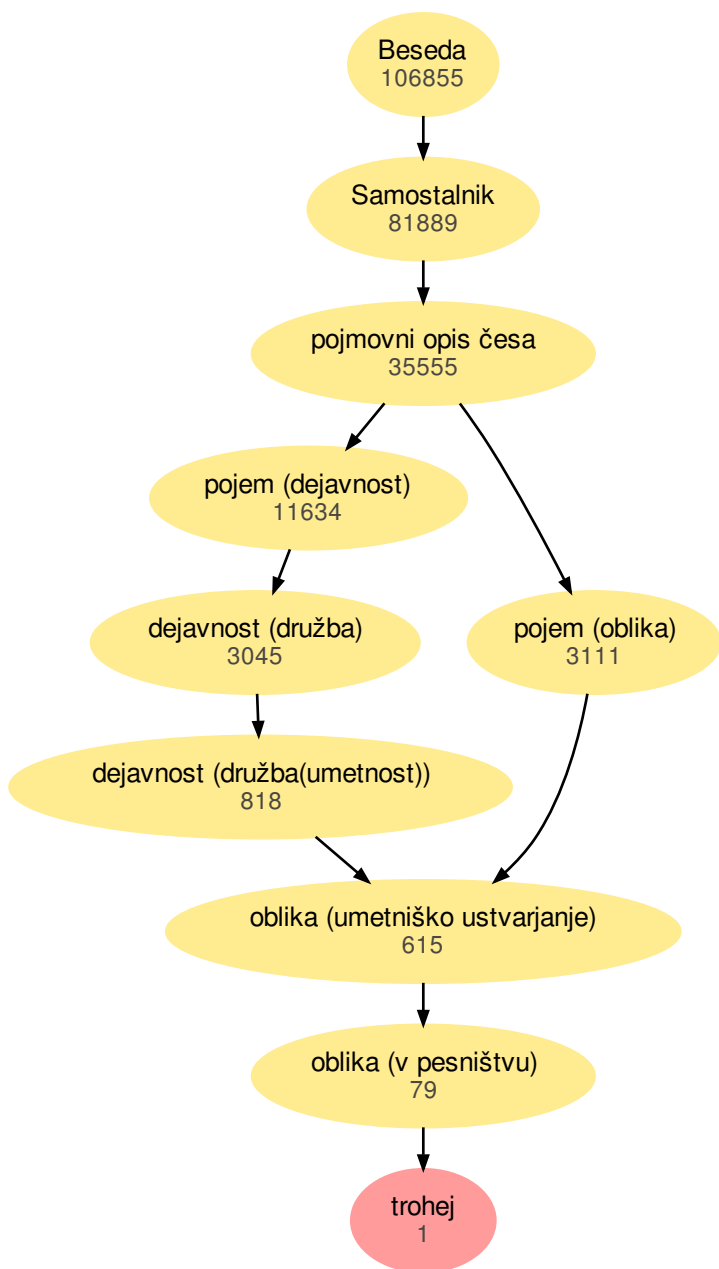 Beseda
106855
Samostalnik
81889
pojmovni opis česa
35555
pojem (dejavnost)
11634
dejavnost (družba)
3045
pojem (oblika)
3111
dejavnost (družba(umetnost))
818
oblika (umetniško ustvarjanje)
615
oblika (v pesništvu)
79
trohej
1